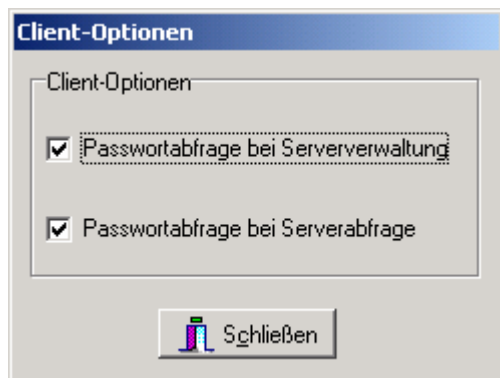 Client-Optionen
Client-Optionen
Passwortabfrage bei Serververwaltung
Passwortabfrage bei Serverabfrage
Schließen